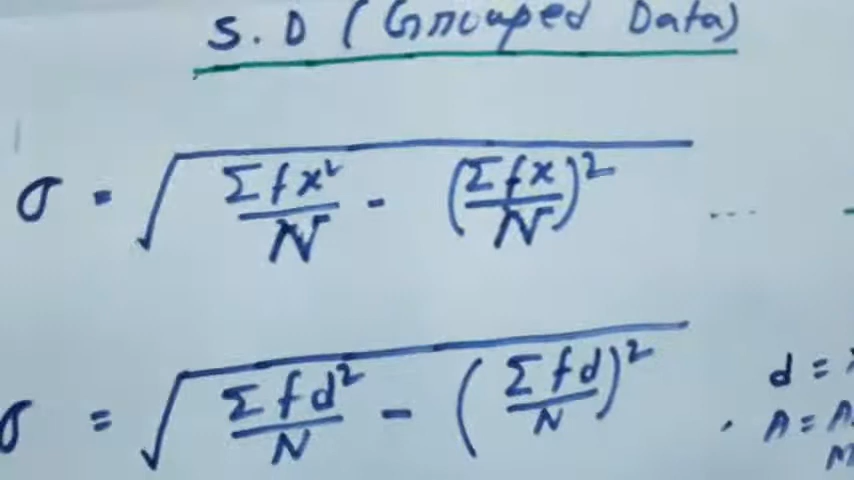 S.D (Grouped Data)
σ = √(Σfx²/N - (Σfx/N)²) ....
σ = √(Σfd²/N - (Σfd/N)²) , d =
A = A
M